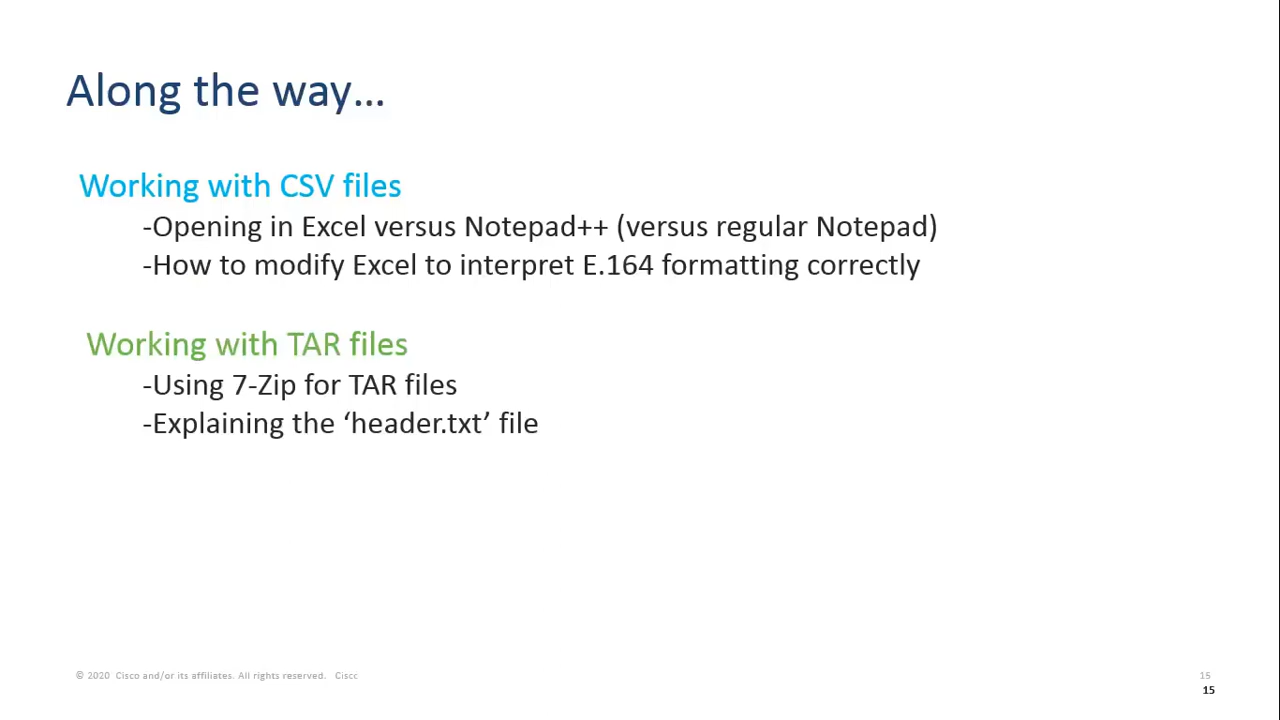 Along the way...
Working with CSV files
-Opening in Excel versus Notepad++ (versus regular Notepad)
-How to modify Excel to interpret E.164 formatting correctly
Working with TAR files
-Using 7-Zip for TAR files
-Explaining the ‘header.txt’ file
© 2020 Cisco and/or its affiliates. All rights reserved. Cisc
15
15